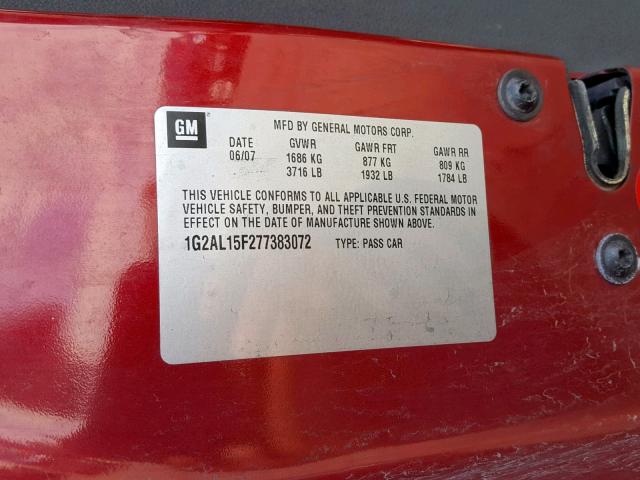 GM
MFD BY GENERAL MOTORS CORP.
DATE GVWR GAWR FRT GAWR RR
06/07 1686 KG 877 KG 809 KG
3716 LB 1932 LB 1784 LB
THIS VEHICLE CONFORMS TO ALL APPLICABLE U.S. FEDERAL MOTOR
VEHICLE SAFETY, BUMPER, AND THEFT PREVENTION STANDARDS IN
EFFECT ON THE DATE OF MANUFACTURE SHOWN ABOVE.
1G2AL15F277383072 TYPE: PASS CAR